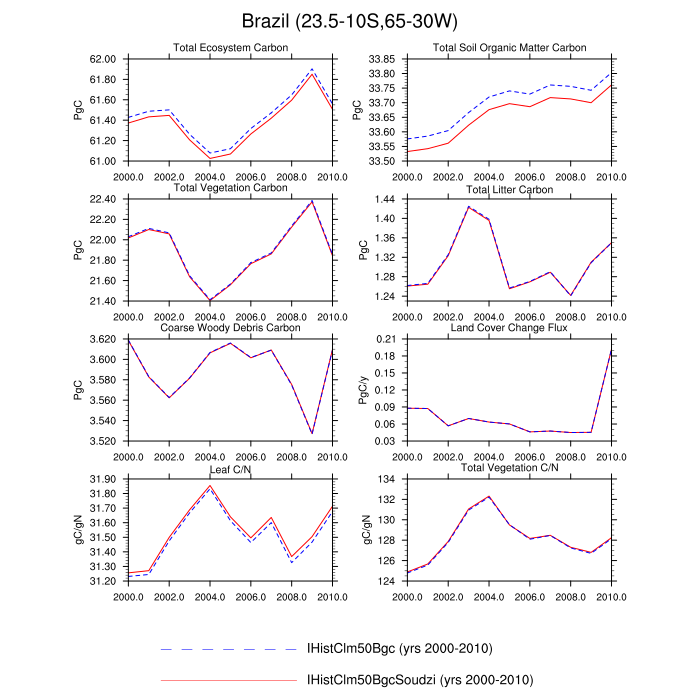 Brazil (23.5-10S,65-30W)
Total Ecosystem Carbon
PgC
62.00
61.80
61.60
61.40
61.20
61.00
2000.0 2002.0 2004.0 2006.0 2008.0 2010.0
Total Soil Organic Matter Carbon
PgC
33.85
33.80
33.75
33.70
33.65
33.60
33.55
33.50
2000.0 2002.0 2004.0 2006.0 2008.0 2010.0
Total Vegetation Carbon
PgC
22.40
22.20
22.00
21.80
21.60
21.40
2000.0 2002.0 2004.0 2006.0 2008.0 2010.0
Total Litter Carbon
PgC
1.44
1.40
1.36
1.32
1.28
1.24
2000.0 2002.0 2004.0 2006.0 2008.0 2010.0
Coarse Woody Debris Carbon
PgC
3.620
3.600
3.580
3.560
3.540
3.520
2000.0 2002.0 2004.0 2006.0 2008.0 2010.0
Land Cover Change Flux
PgC/y
0.21
0.18
0.15
0.12
0.09
0.06
0.03
2000.0 2002.0 2004.0 2006.0 2008.0 2010.0
Leaf C/N
gC/gN
31.90
31.80
31.70
31.60
31.50
31.40
31.30
31.20
2000.0 2002.0 2004.0 2006.0 2008.0 2010.0
Total Vegetation C/N
gC/gN
134
132
130
128
126
124
2000.0 2002.0 2004.0 2006.0 2008.0 2010.0
IHistClm50Bgc (yrs 2000-2010)
IHistClm50BgcSoudzi (yrs 2000-2010)